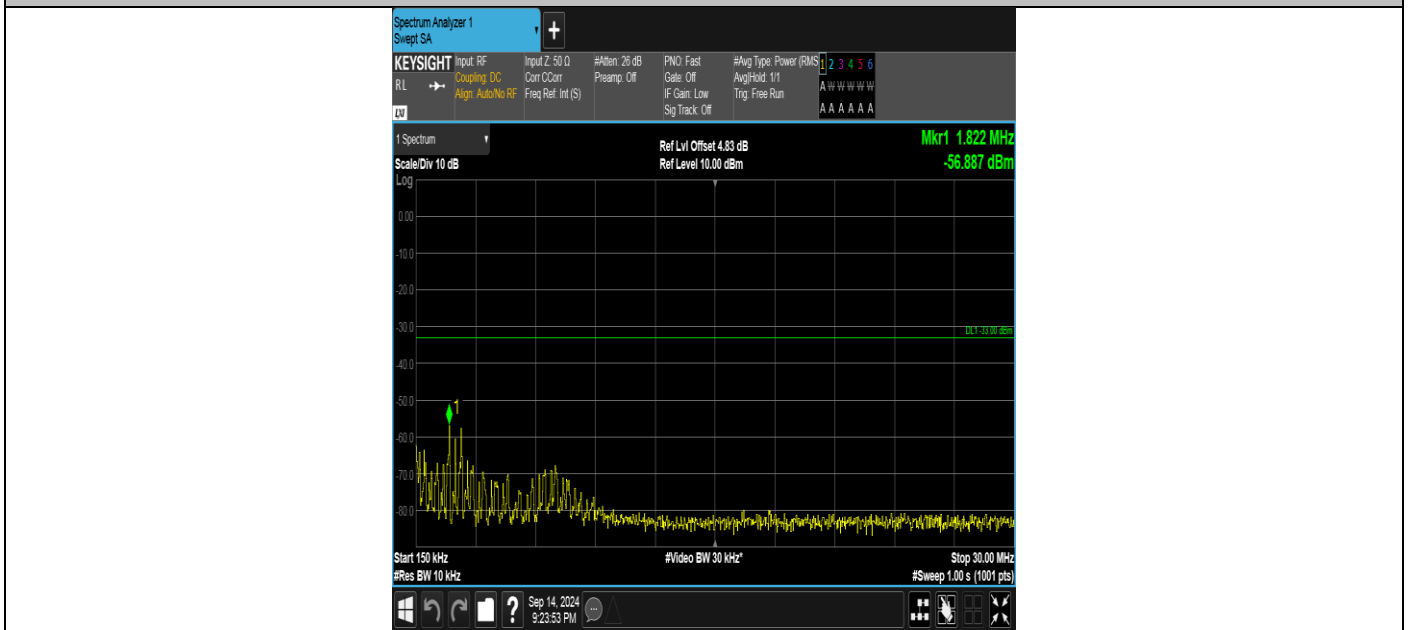 Spectrum Analyzer 1
Swept SA
+
KEYSIGHT Input: RF Input Z: 50 Ω #Atten: 26 dB PNO: Fast #Avg Type: Power (RMS 1 2 3 4 5 6
RL Coupling: DC Corr CCorr Preamp: Off Gate: Off Avg|Hold: 1/1 A W W W W W
Align: Auto/No RF Freq Ref: Int (S) IF Gain: Low Trig: Free Run
LXI Sig Track: Off A A A A A A
1 Spectrum Ref Lvl Offset 4.83 dB Mkr1 1.822 MHz
Scale/Div 10 dB Ref Level 10.00 dBm -56.887 dBm
Log
0.00
-10.0
-20.0
-30.0 DL1 -33.00 dBm
-40.0
-50.0
1
-60.0
-70.0
-80.0
Start 150 kHz #Video BW 30 kHz* Stop 30.00 MHz
#Res BW 10 kHz #Sweep 1.00 s (1001 pts)
? Sep 14, 2024
9:23:53 PM